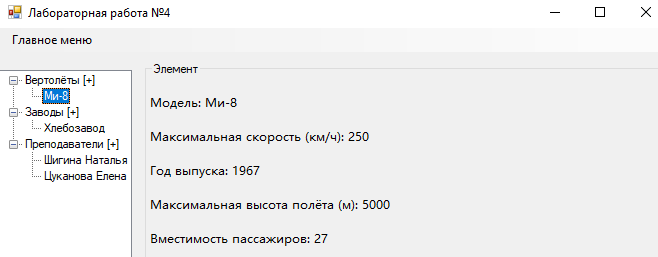 Лабораторная работа №4
Главное меню
Вертолёты [+]
Ми-8
Заводы [+]
Хлебозавод
Преподаватели [+]
Шигина Наталья
Цуканова Елена
Элемент
Модель: Ми-8
Максимальная скорость (км/ч): 250
Год выпуска: 1967
Максимальная высота полёта (м): 5000
Вместимость пассажиров: 27